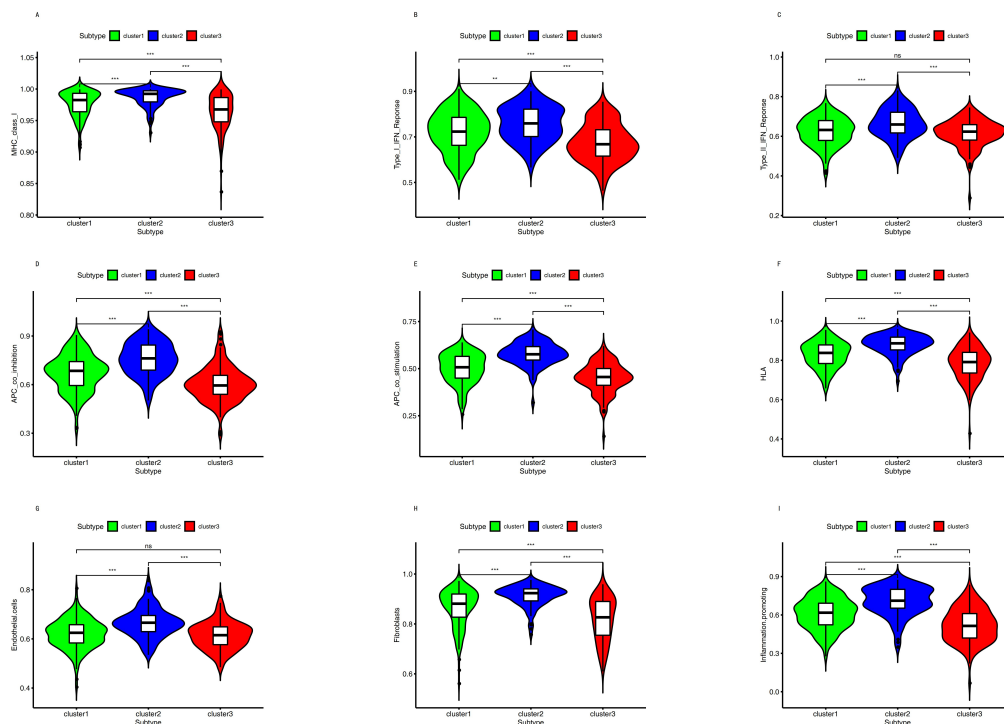 A
Subtype cluster1 cluster2 cluster3
1.05
1.00
0.95
0.90
0.85
0.80
MHC_class_I
***
***
***
cluster1 cluster2 cluster3
Subtype
B
Subtype cluster1 cluster2 cluster3
0.9
0.7
0.5
Type_I_IFN_Reponse
***
**
***
cluster1 cluster2 cluster3
Subtype
C
Subtype cluster1 cluster2 cluster3
1.0
0.8
0.6
0.4
0.2
Type_II_IFN_Reponse
ns
***
***
cluster1 cluster2 cluster3
Subtype
D
Subtype cluster1 cluster2 cluster3
0.9
0.6
0.3
APC_co_inhibition
***
***
***
cluster1 cluster2 cluster3
Subtype
E
Subtype cluster1 cluster2 cluster3
0.75
0.50
0.25
APC_co_stimulation
***
***
***
cluster1 cluster2 cluster3
Subtype
F
Subtype cluster1 cluster2 cluster3
1.0
0.8
0.6
0.4
HLA
***
***
***
cluster1 cluster2 cluster3
Subtype
G
Subtype cluster1 cluster2 cluster3
0.8
0.6
0.4
Endothelial.cells
ns
***
***
cluster1 cluster2 cluster3
Subtype
H
Subtype cluster1 cluster2 cluster3
1.0
0.8
0.6
Fibroblasts
***
***
***
cluster1 cluster2 cluster3
Subtype
I
Subtype cluster1 cluster2 cluster3
0.9
0.6
0.3
0.0
Inflammation.promoting
***
***
***
cluster1 cluster2 cluster3
Subtype